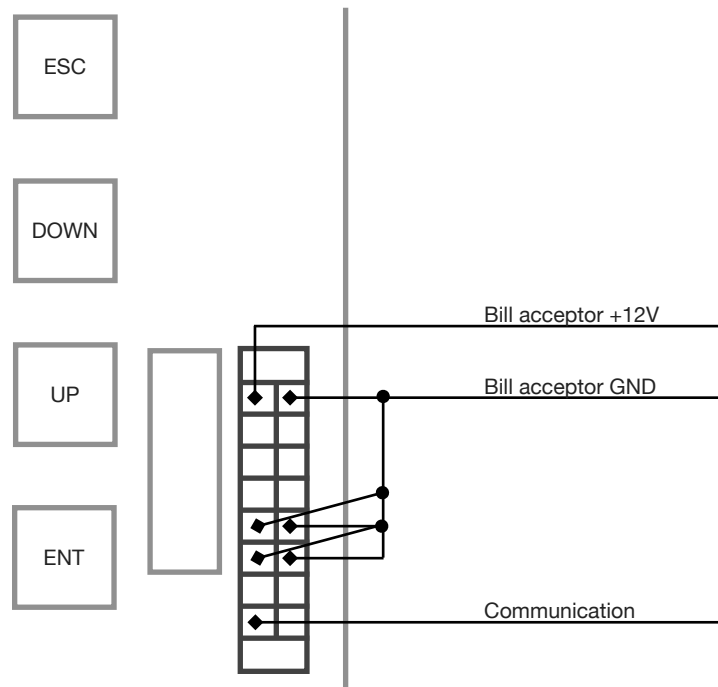 ESC
DOWN
Bill acceptor +12V
UP
Bill acceptor GND
ENT
Communication